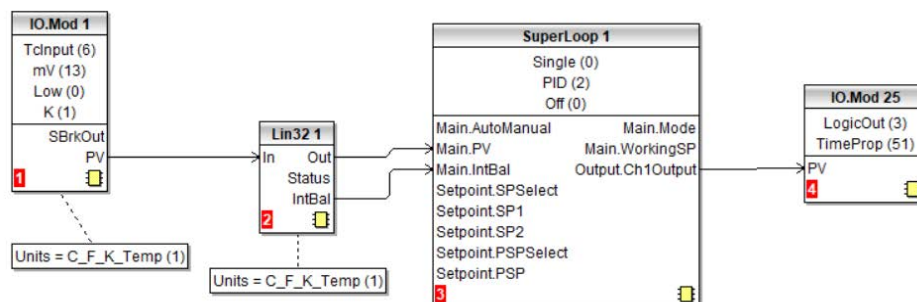 IO.Mod 1
TcInput (6)
mV (13)
Low (0)
K (1)
SBrkOut
PV
1
Units = C_F_K_Temp (1)
Lin32 1
In Out
Status
IntBal
2
Units = C_F_K_Temp (1)
SuperLoop 1
Single (0)
PID (2)
Off (0)
Main.AutoManual Main.Mode
Main.PV Main.WorkingSP
Main.IntBal Output.Ch1Output
Setpoint.SPSelect
Setpoint.SP1
Setpoint.SP2
Setpoint.PSPSelect
Setpoint.PSP
3
IO.Mod 25
LogicOut (3)
TimeProp (51)
PV
4